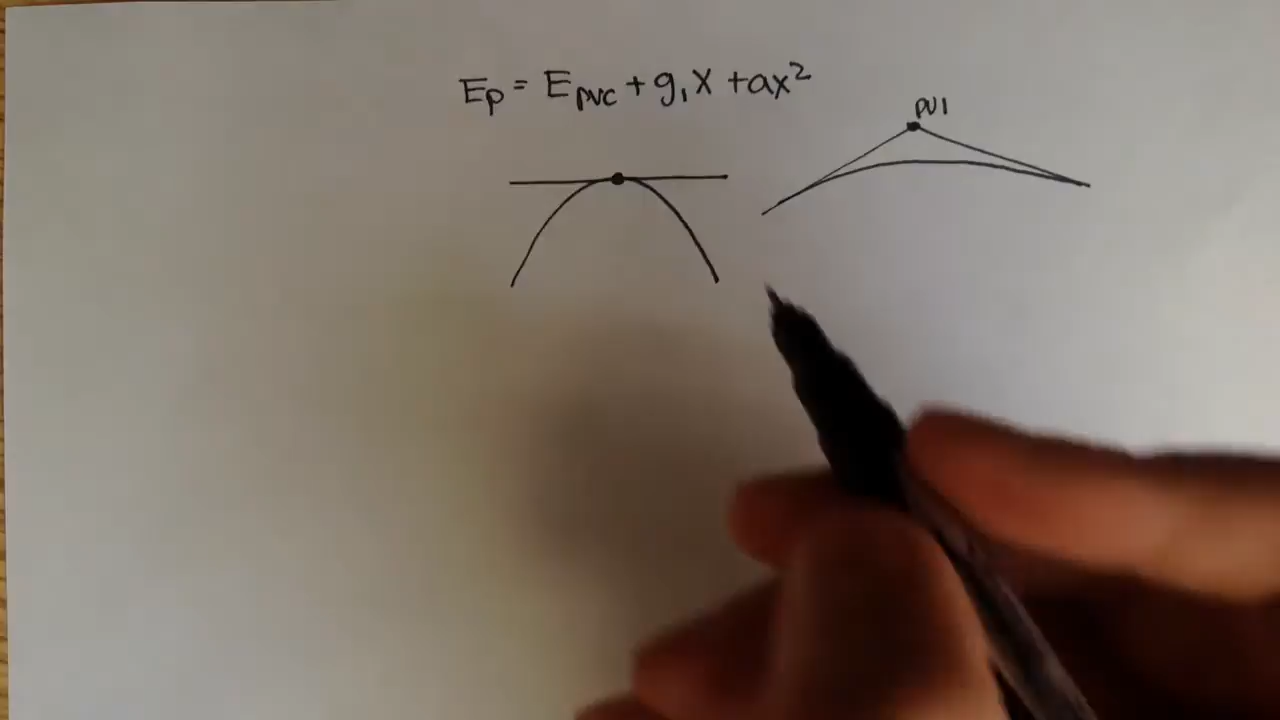 Ep = Epvc + g₁x + ax²
PVI